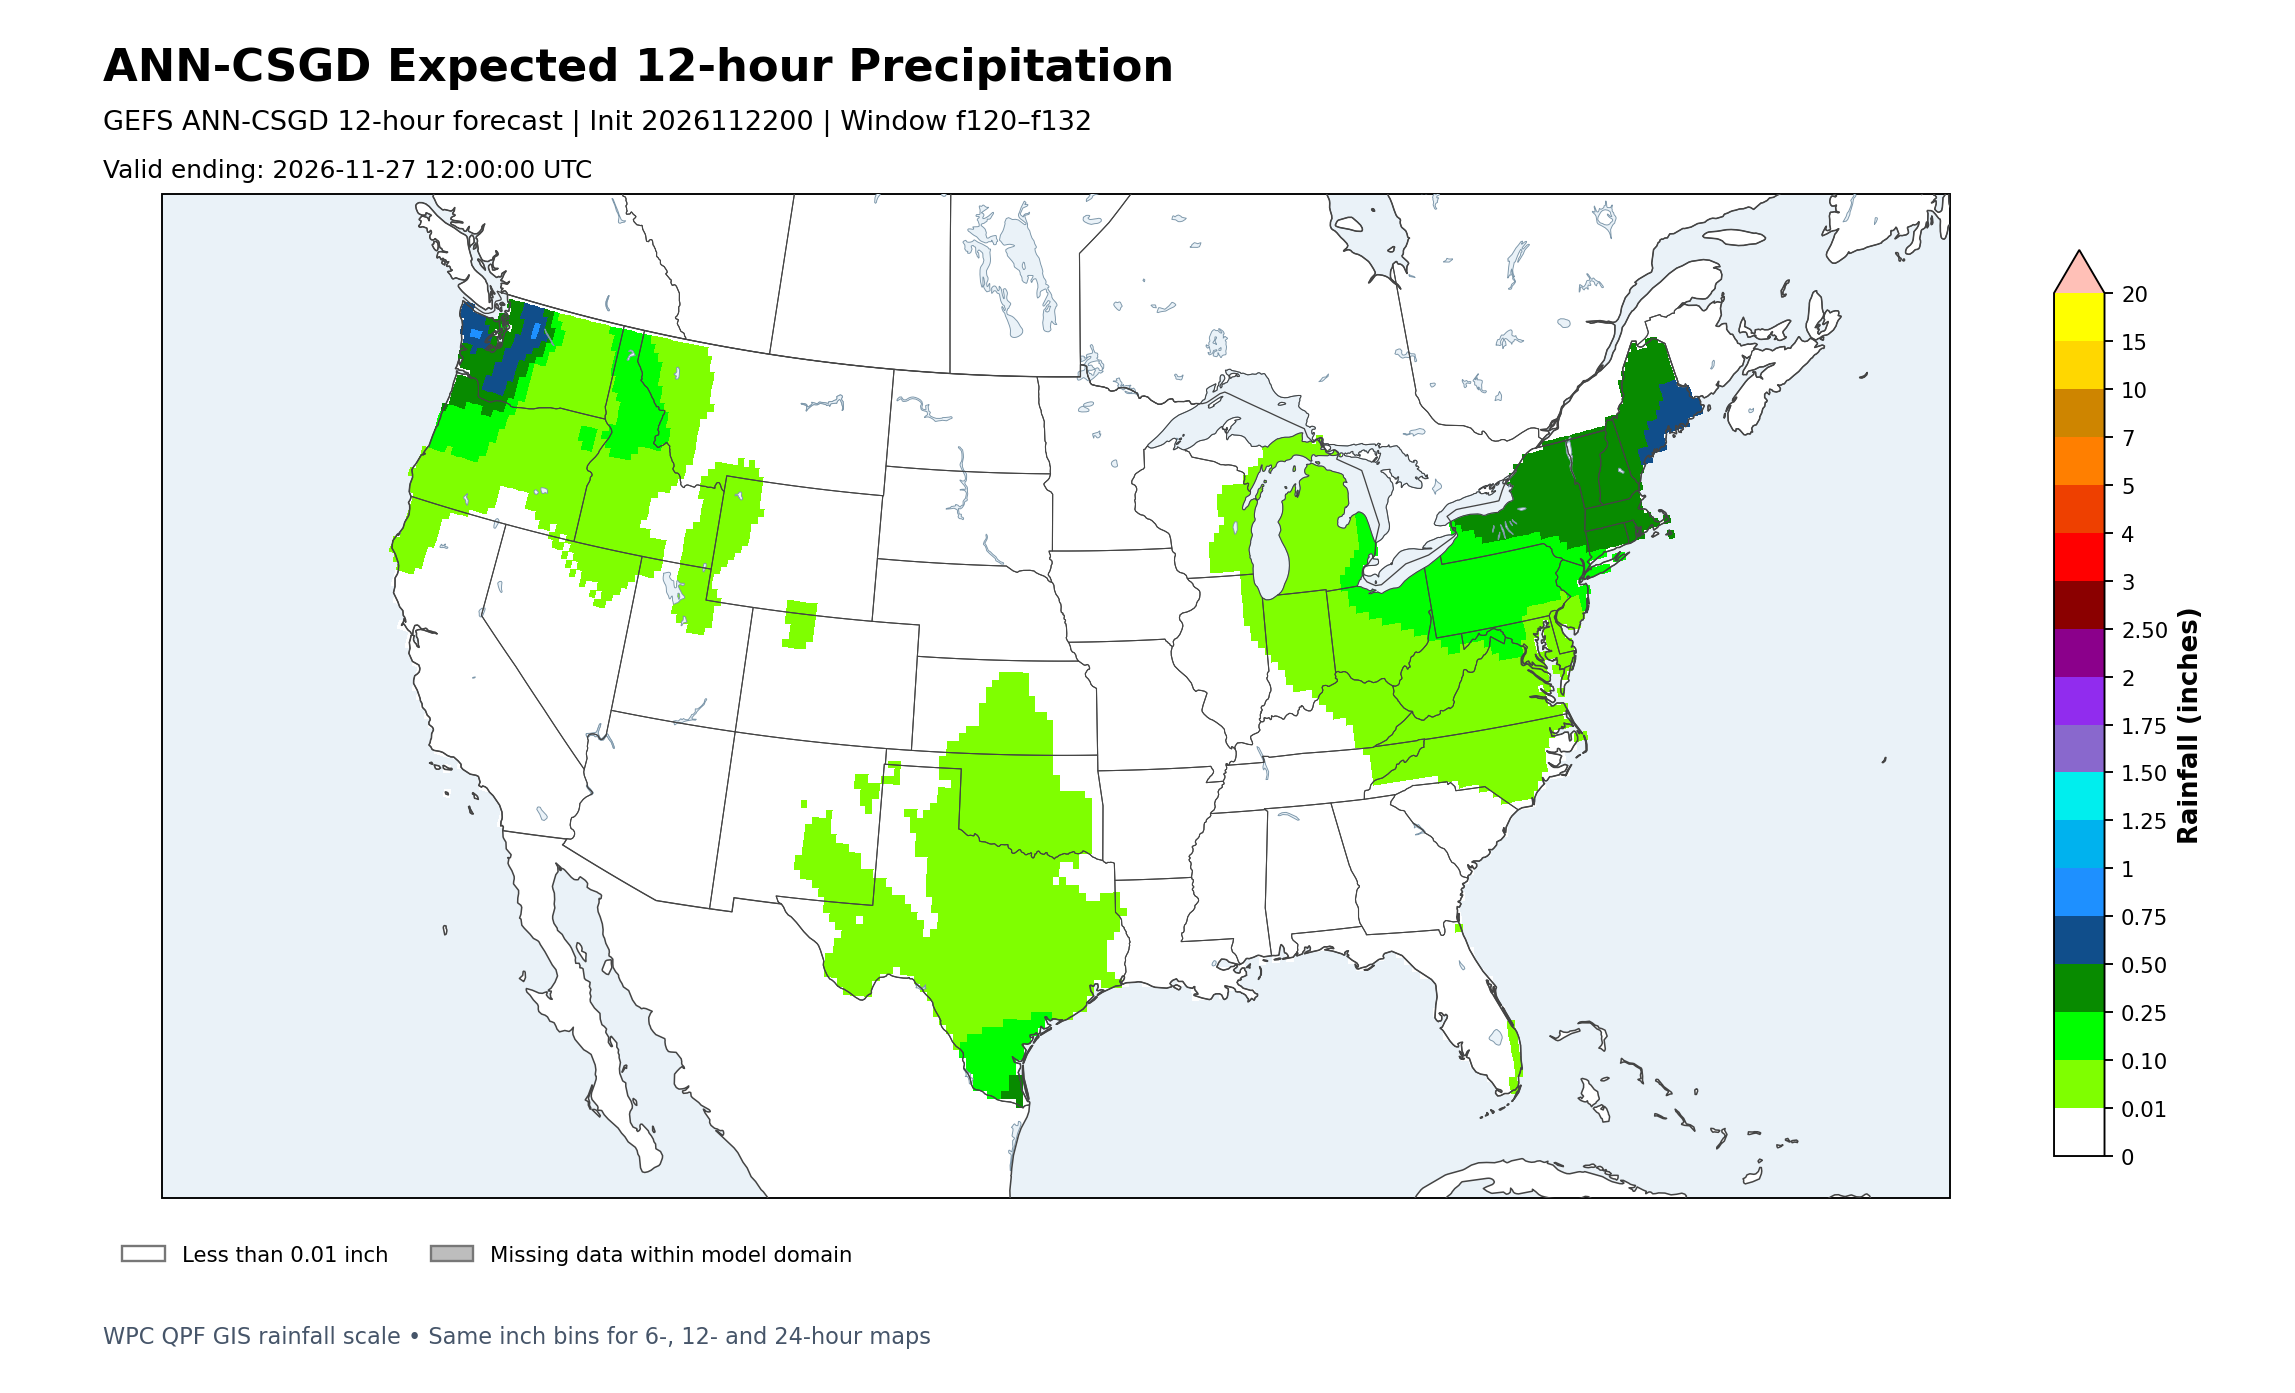 ANN-CSGD Expected 12-hour Precipitation
GEFS ANN-CSGD 12-hour forecast | Init 2026112200 | Window f120–f132
Valid ending: 2026-11-27 12:00:00 UTC
20
15
10
7
5
4
3
2.50
2
1.75
1.50
1.25
1
0.75
0.50
0.25
0.10
0.01
0
Rainfall (inches)
Less than 0.01 inch
Missing data within model domain
WPC QPF GIS rainfall scale • Same inch bins for 6-, 12- and 24-hour maps